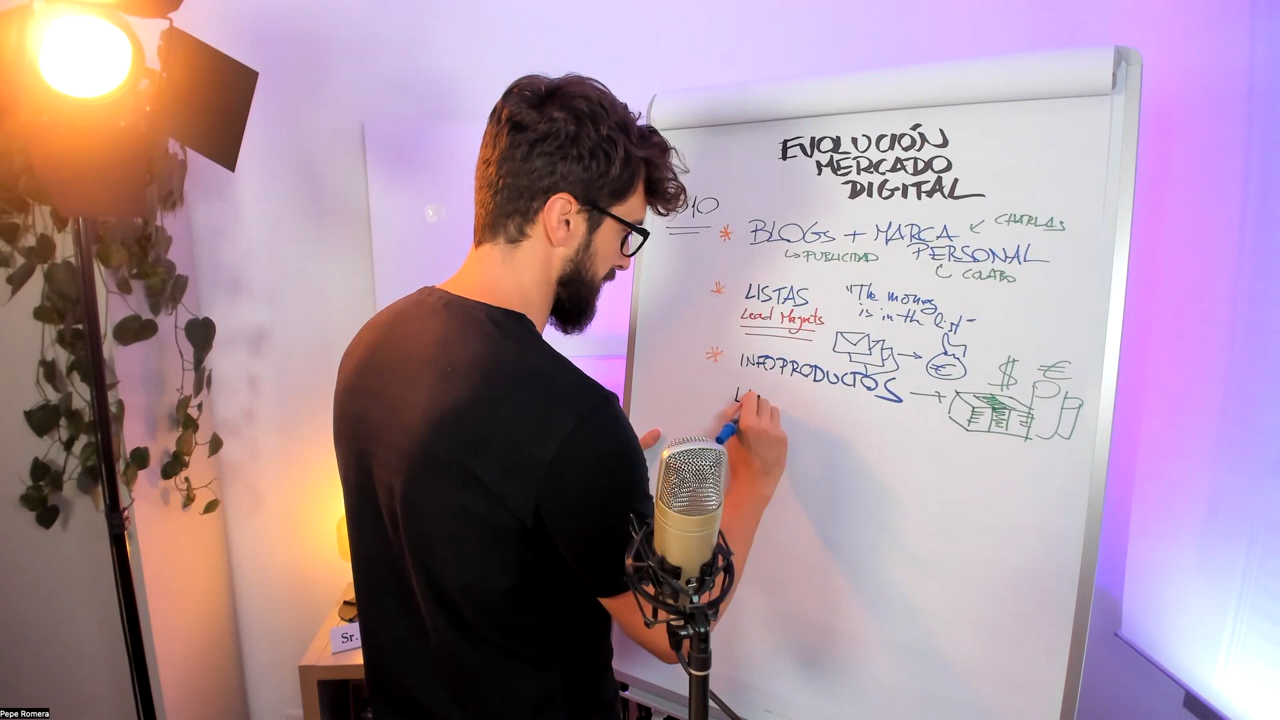 EVOLUCIÓN
MERCADO
DIGITAL
* BLOGs + MARCA ↙ CHARLAS
↳ PUBLICIDAD PERSONAL
COLABO
* LISTAS "The money
is in the list"
Lead Magnets
€
* INFOPRODUCTOS → $ €
Sr.
Pepe Romera